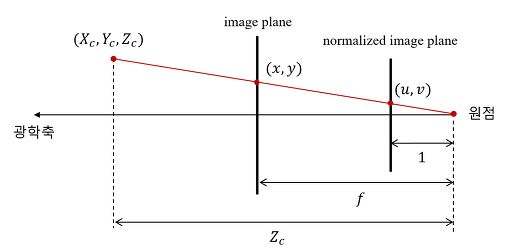 image plane
normalized image plane
(X_c, Y_c, Z_c)
(x, y)
(u, v)
원점
광학축
1
f
Z_c